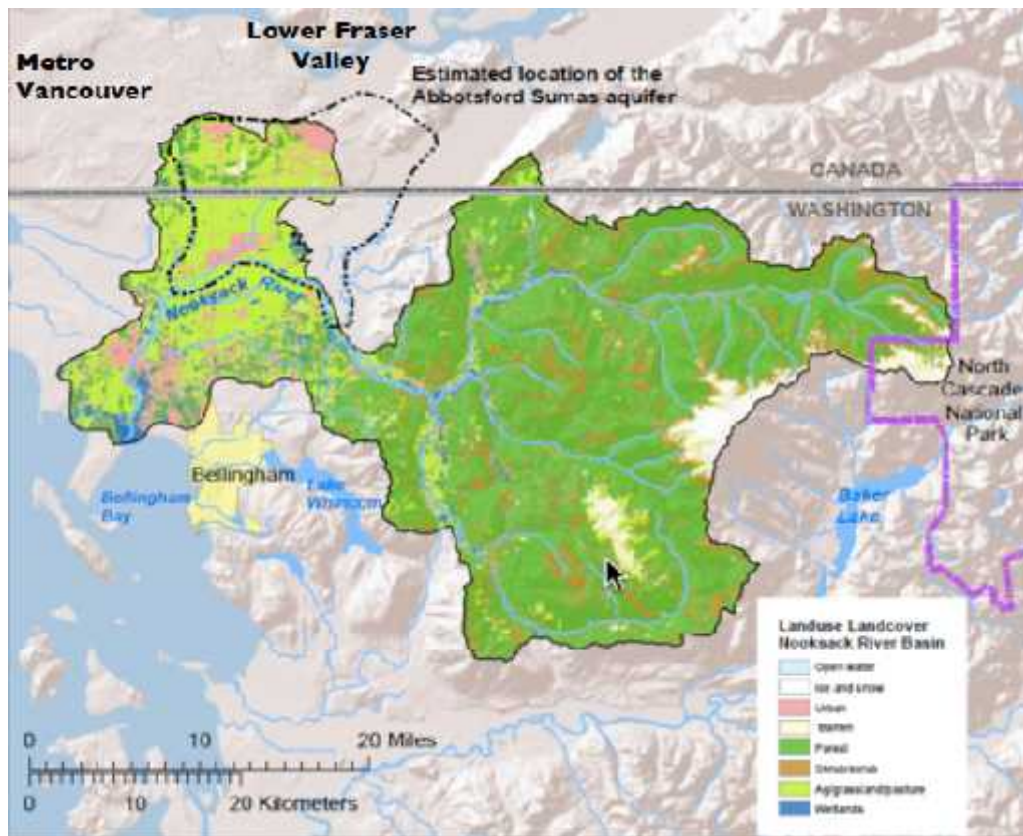 Metro
Vancouver
Lower Fraser
Valley
Estimated location of the
Abbotsford Sumas aquifer
CANADA
WASHINGTON
Nooksack River
North
Cascade
National
Park
Bellingham
Bellingham
Bay
Lake
Whatcom
Baker
Lake
Landuse Landcover
Nooksack River Basin
Open water
Ice and snow
Urban
Barren
Forest
Ag/grassland/pasture
Wetlands
0 10 20 Miles
0 10 20 Kilometers